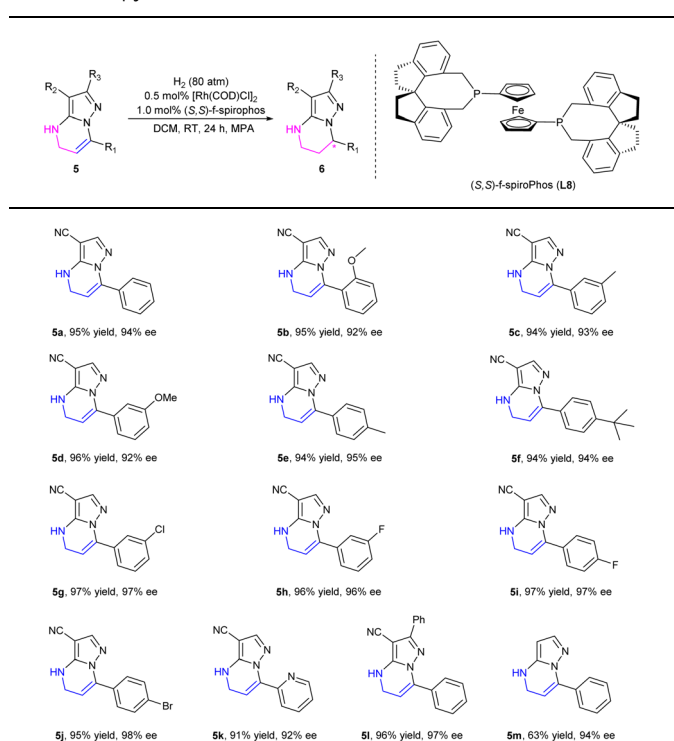 R2
R3
N
N
HN
R1
5
H2 (80 atm)
0.5 mol% [Rh(COD)Cl]2
1.0 mol% (S,S)-f-spirophos
DCM, RT, 24 h, MPA
R2
R3
N
N
HN
*
R1
6
P
Fe
P
(S,S)-f-spiroPhos (L8)
NC
N
N
HN
5a, 95% yield, 94% ee
NC
O
N
N
HN
5b, 95% yield, 92% ee
NC
N
N
HN
5c, 94% yield, 93% ee
NC
N
N
HN
OMe
5d, 96% yield, 92% ee
NC
N
N
HN
5e, 94% yield, 95% ee
NC
N
N
HN
5f, 94% yield, 94% ee
NC
N
N
HN
Cl
5g, 97% yield, 97% ee
NC
N
N
HN
F
5h, 96% yield, 96% ee
NC
N
N
HN
F
5i, 97% yield, 97% ee
NC
N
N
HN
Br
5j, 95% yield, 98% ee
NC
N
N
HN
N
5k, 91% yield, 92% ee
Ph
NC
N
N
HN
5l, 96% yield, 97% ee
N
N
HN
5m, 63% yield, 94% ee